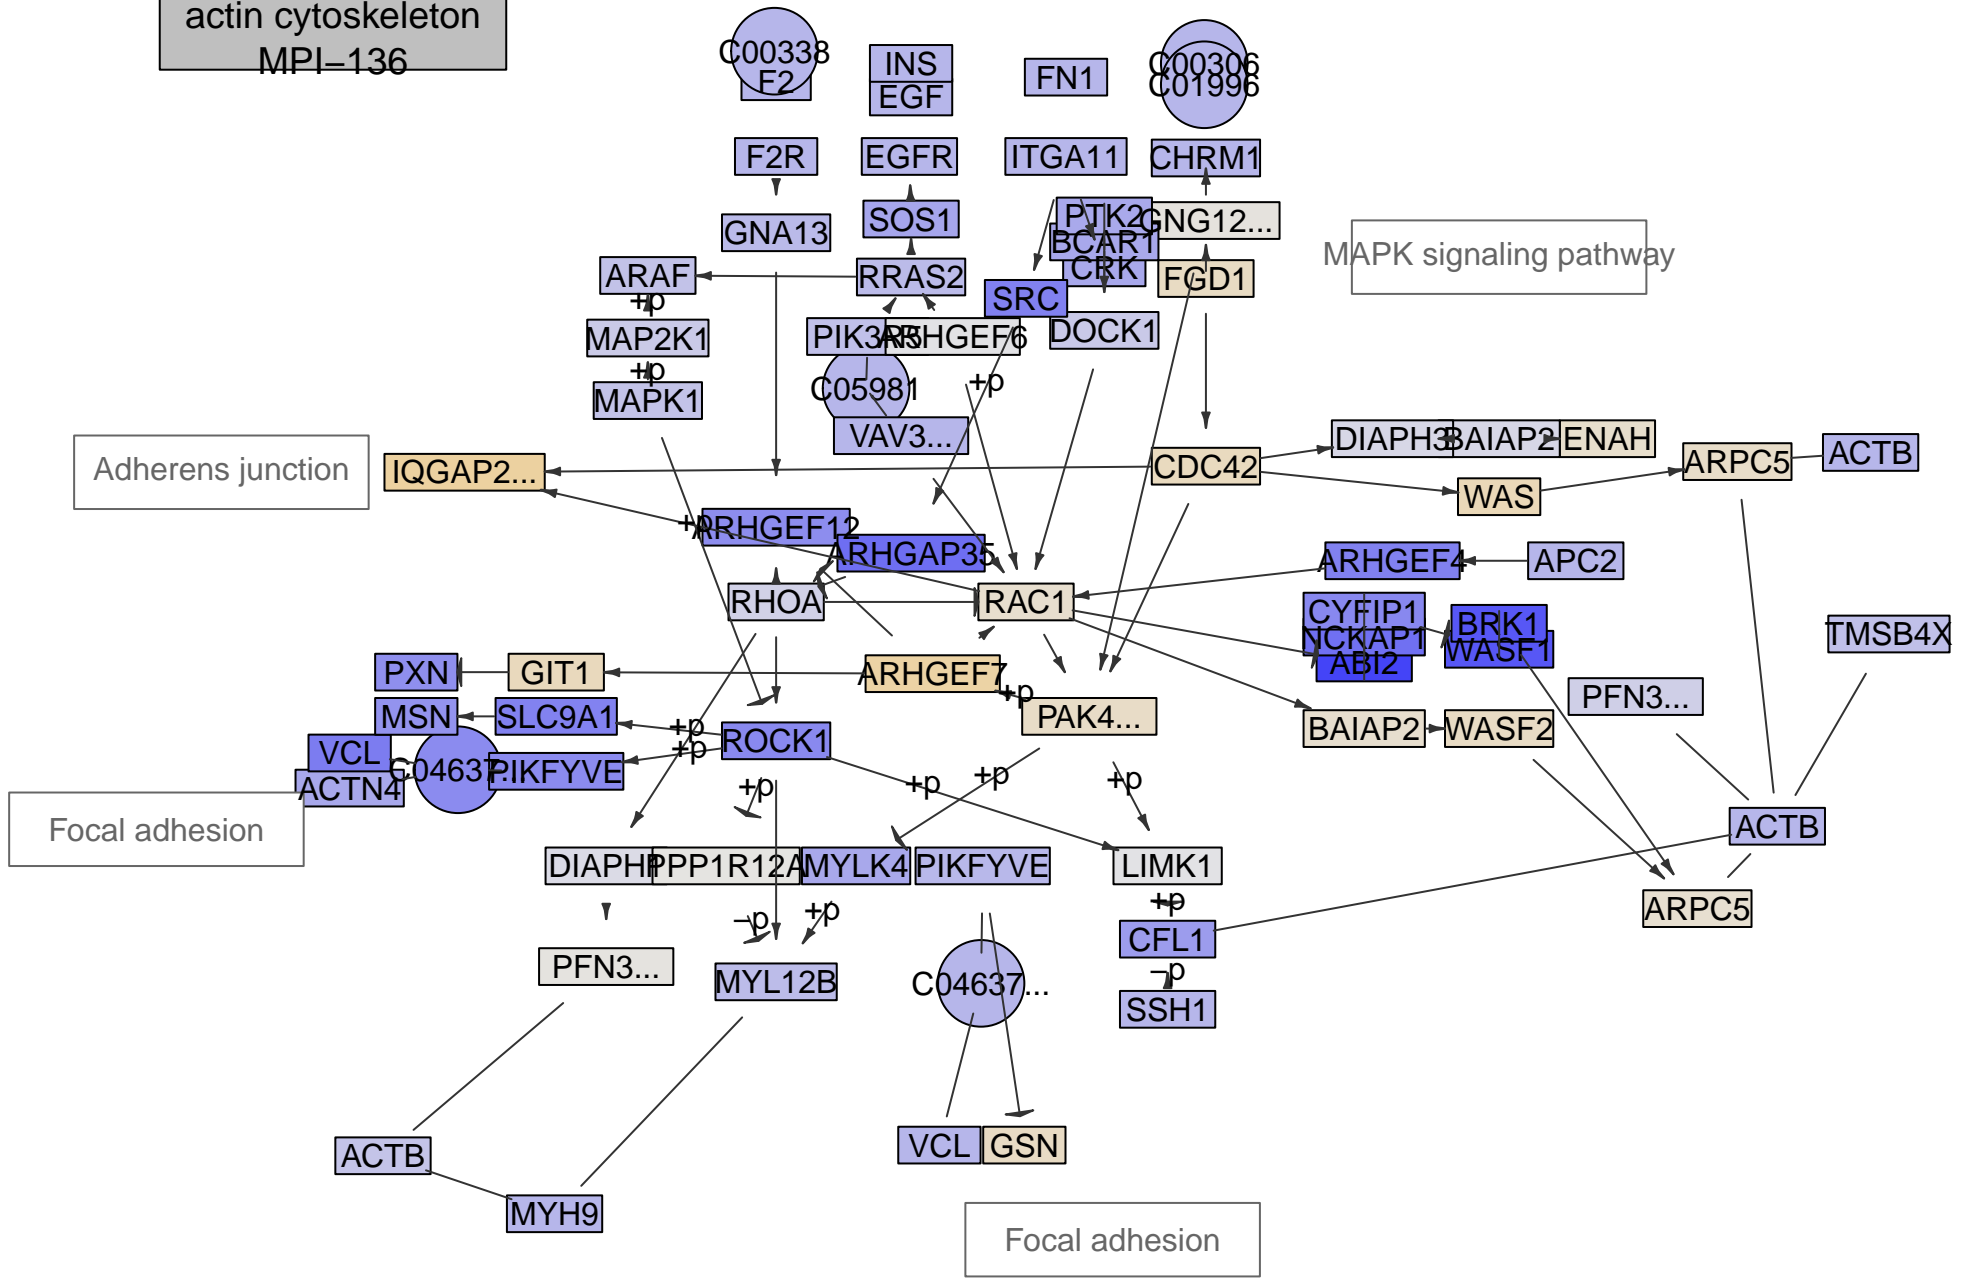 actin cytoskeleton
MPI−136
C00338
F2
INS
EGF
FN1
C00306
C01996
F2R
EGFR
ITGA11
CHRM1
GNA13
SOS1
PTK2
GNG12...
BCAR1
CRK
MAPK signaling pathway
ARAF
RRAS2
FGD1
SRC
+p
MAP2K1
PIK3R5
ARHGEF6
DOCK1
+p
MAPK1
C05981
+p
VAV3...
DIAPH3
BAIAP2
ENAH
ACTB
Adherens junction
IQGAP2...
CDC42
ARPC5
WAS
+p
ARHGEF12
ARHGAP35
ARHGEF4
APC2
RHOA
RAC1
CYFIP1
NCKAP1
ABI2
BRK1
WASF1
TMSB4X
PXN
GIT1
ARHGEF7
+p
PFN3...
MSN
SLC9A1
+p
PAK4...
BAIAP2
WASF2
VCL
C04637...
PIKFYVE
+p
ROCK1
ACTN4
+p
+p
+p
+p
Focal adhesion
ACTB
PPP1R12A
MYLK4
PIKFYVE
LIMK1
−p
+p
+p
ARPC5
CFL1
PFN3...
MYL12B
C04637...
−p
SSH1
ACTB
VCL
GSN
MYH9
Focal adhesion